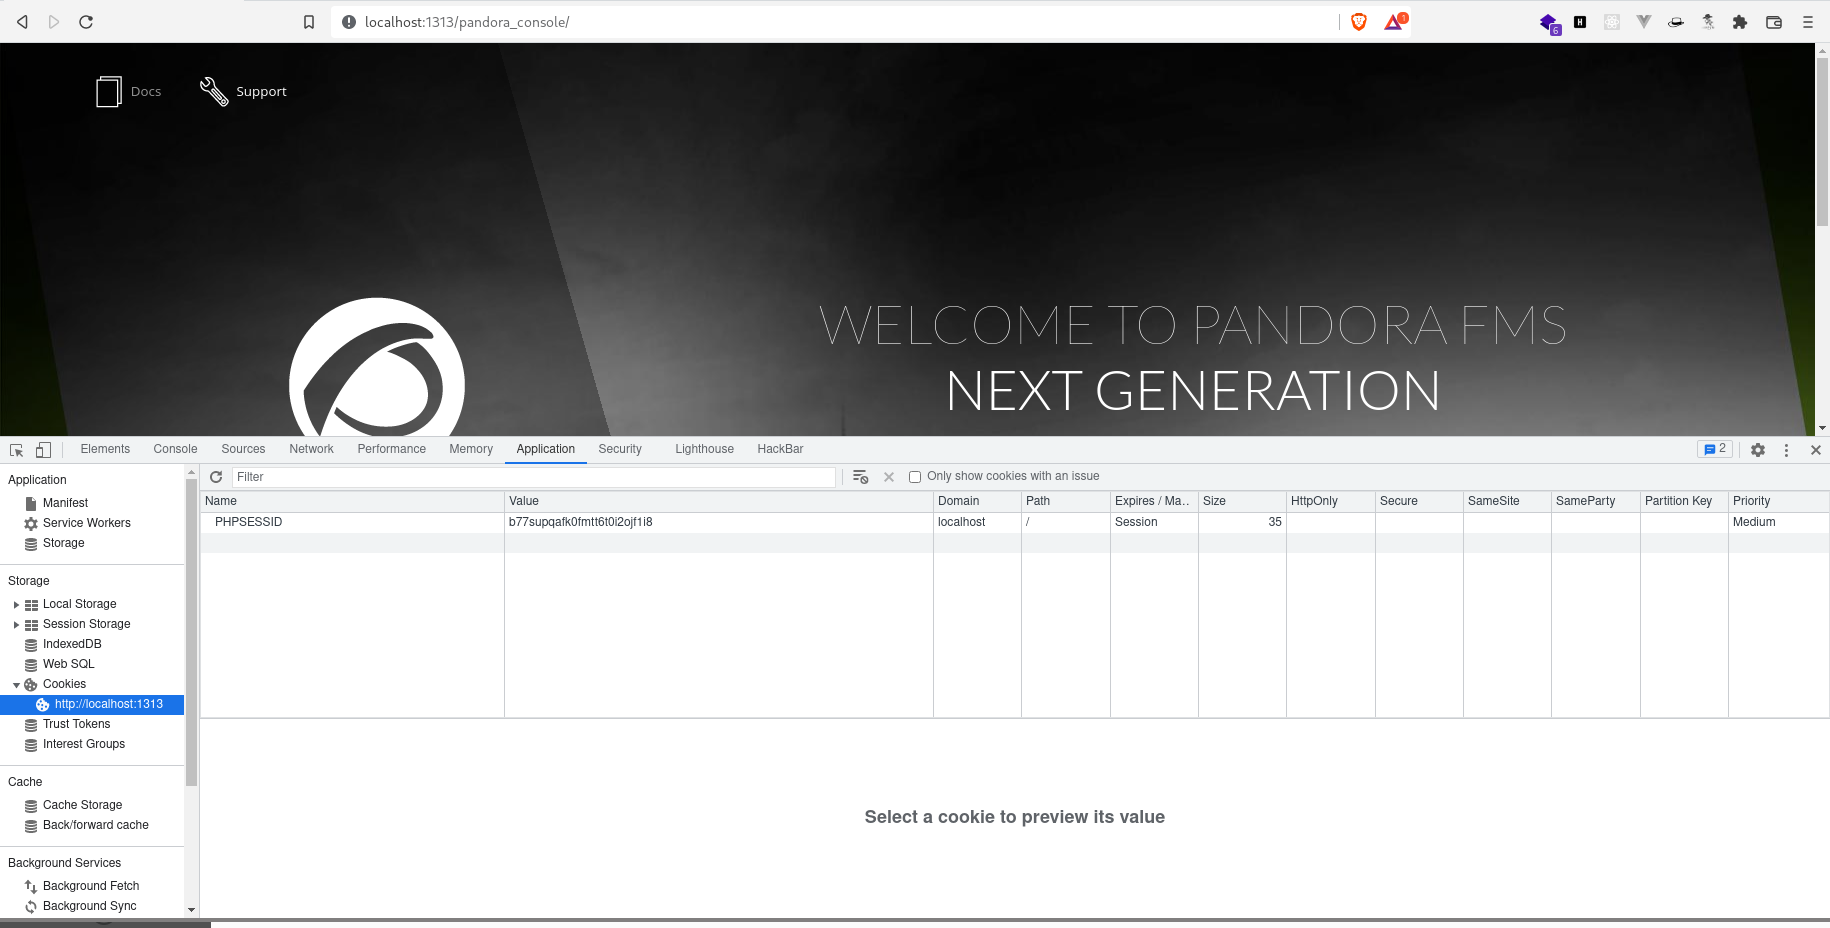 localhost:1313/pandora_console/
1
6
H
Docs
Support
WELCOME TO PANDORA FMS
NEXT GENERATION
Elements Console Sources Network Performance Memory Application Security Lighthouse HackBar
2
Application
Manifest
Service Workers
Storage
Storage
Local Storage
Session Storage
IndexedDB
Web SQL
Cookies
http://localhost:1313
Trust Tokens
Interest Groups
Cache
Cache Storage
Back/forward cache
Background Services
Background Fetch
Background Sync
Filter
Only show cookies with an issue
Name Value Domain Path Expires / Ma... Size HttpOnly Secure SameSite SameParty Partition Key Priority
PHPSESSID b77supqafk0fmtt6t0i2ojf1i8 localhost / Session 35 Medium
Select a cookie to preview its value